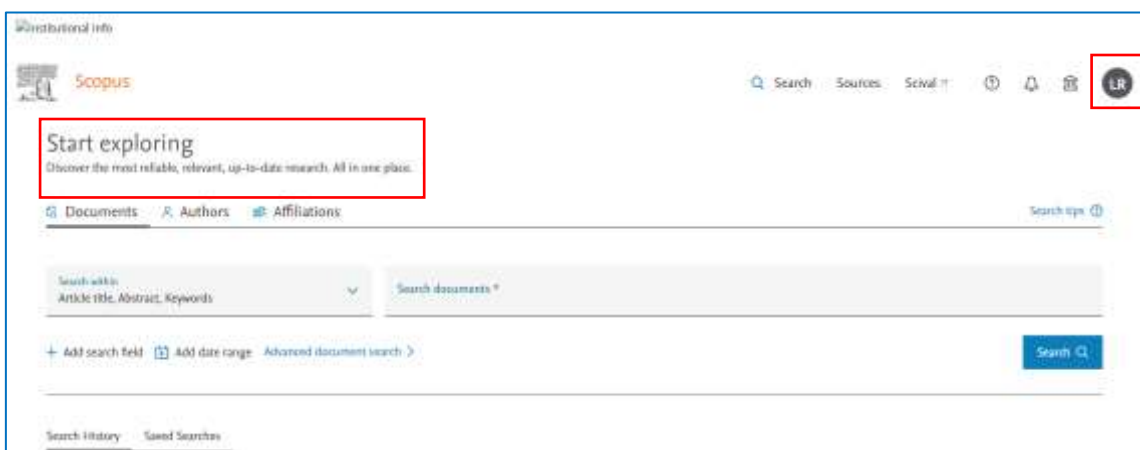 Institutional info
Scopus
Search Sources Scival
LR
Start exploring
Discover the most reliable, relevant, up-to-date research. All in one place.
Documents Authors Affiliations
Search tips
Search within
Article title, Abstract, Keywords
Search documents *
+ Add search field Add date range Advanced document search >
Search
Search History Saved Searches